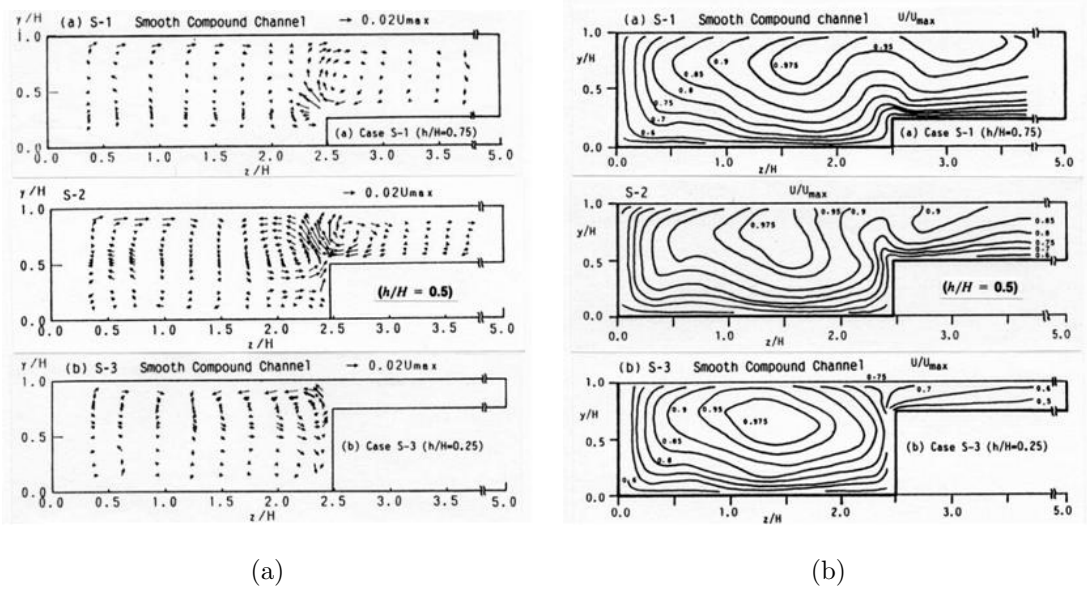 y/H (a) S-1 Smooth Compound Channel → 0.02Umax
1.0
0.5
0.0
(a) Case S-1 (h/H=0.75)
0.0 0.5 1.0 1.5 2.0 2.5 3.0 3.5 4.0 5.0
z/H
y/H S-2 → 0.02Umax
1.0
0.5
0.0
(h/H = 0.5)
0.0 0.5 1.0 1.5 2.0 2.5 3.0 3.5 4.0 5.0
z/H
y/H (b) S-3 Smooth Compound Channel → 0.02Umax
1.0
0.5
0.0
(b) Case S-3 (h/H=0.25)
0.0 0.5 1.0 1.5 2.0 2.5 3.0 3.5 4.0 5.0
z/H
(a)
(a) S-1 Smooth Compound channel U/Umax
1.0
y/H
0.5
0
0.6 0.7 0.75 0.8 0.85 0.9 0.975 0.95
(a) Case S-1 (h/H=0.75)
0.0 1.0 2.0 3.0 4.0 5.0
z/H
S-2 U/Umax
1.0
y/H
0.5
0
0.975 0.95 0.9 0.9 0.85
0.8
0.75
0.7
0.6
(h/H = 0.5)
0.0 1.0 2.0 3.0 4.0 5.0
z/H
(b) S-3 Smooth Compound Channel U/Umax
1.0
y/H
0.5
0
0.75 0.7 0.6
0.5
0.9 0.95 0.975
0.85
0.8
0.6
(b) Case S-3 (h/H=0.25)
0.0 1.0 2.0 3.0 4.0 5.0
z/H
(b)